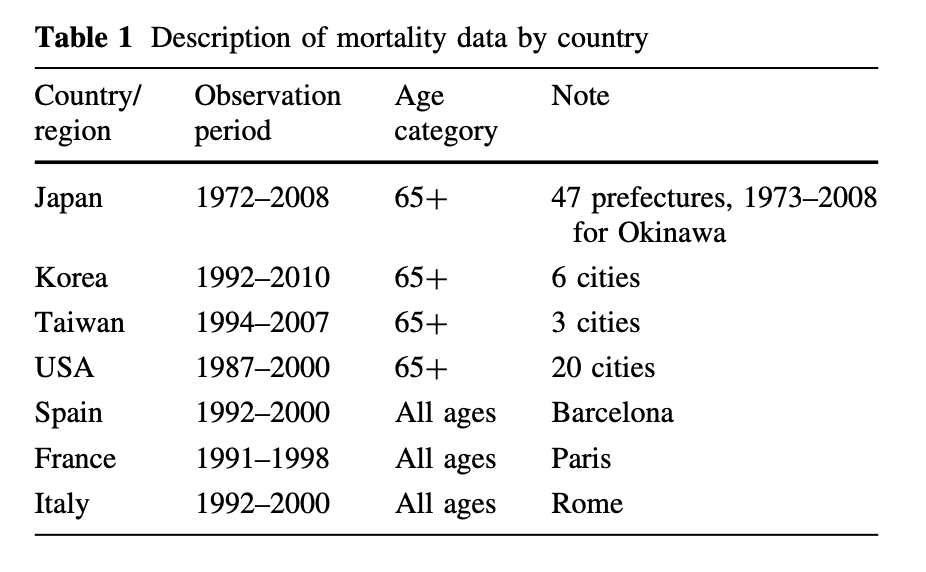 Table 1 Description of mortality data by country
Country/ Observation Age Note
region period category
Japan 1972–2008 65+ 47 prefectures, 1973–2008
for Okinawa
Korea 1992–2010 65+ 6 cities
Taiwan 1994–2007 65+ 3 cities
USA 1987–2000 65+ 20 cities
Spain 1992–2000 All ages Barcelona
France 1991–1998 All ages Paris
Italy 1992–2000 All ages Rome